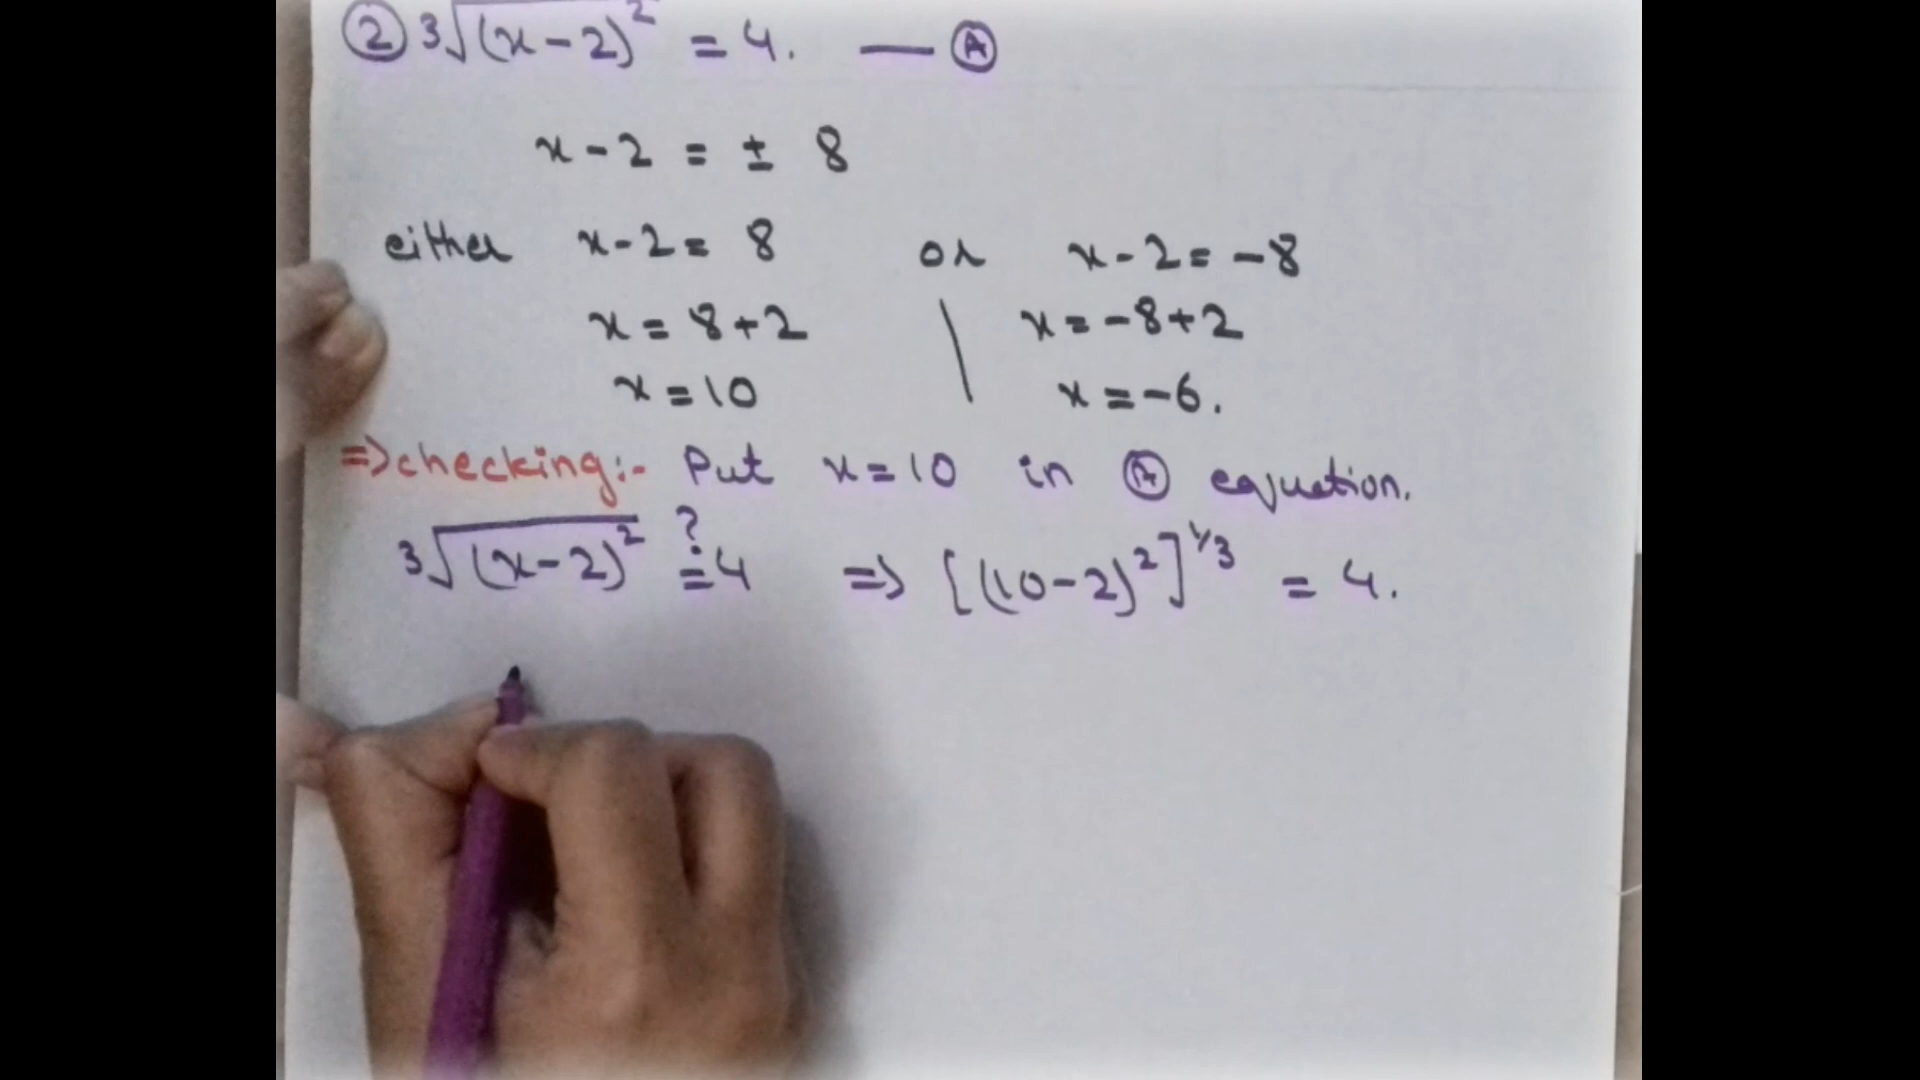 ② ³√(x-2)² = 4. — Ⓐ
x-2 = ± 8
either x-2 = 8 or x-2 = -8
x = 8+2 | x = -8+2
x = 10 | x = -6.
=> checking:- Put x = 10 in Ⓐ equation.
³√(x-2)² ?= 4 => [(10-2)²]^1/3 = 4.